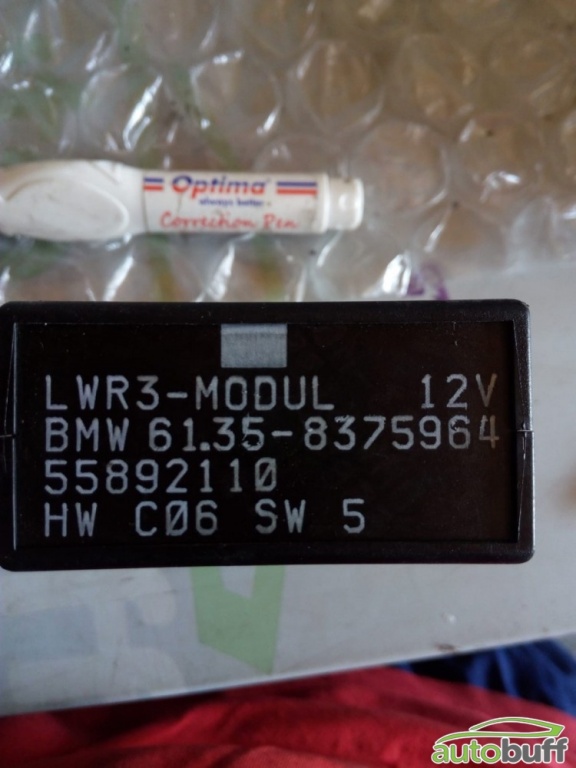 Optima
always better
Correction Pen
LWR3-MODUL 12V
BMW 61.35-8375964
55892110
HW C06 SW 5
autobuff